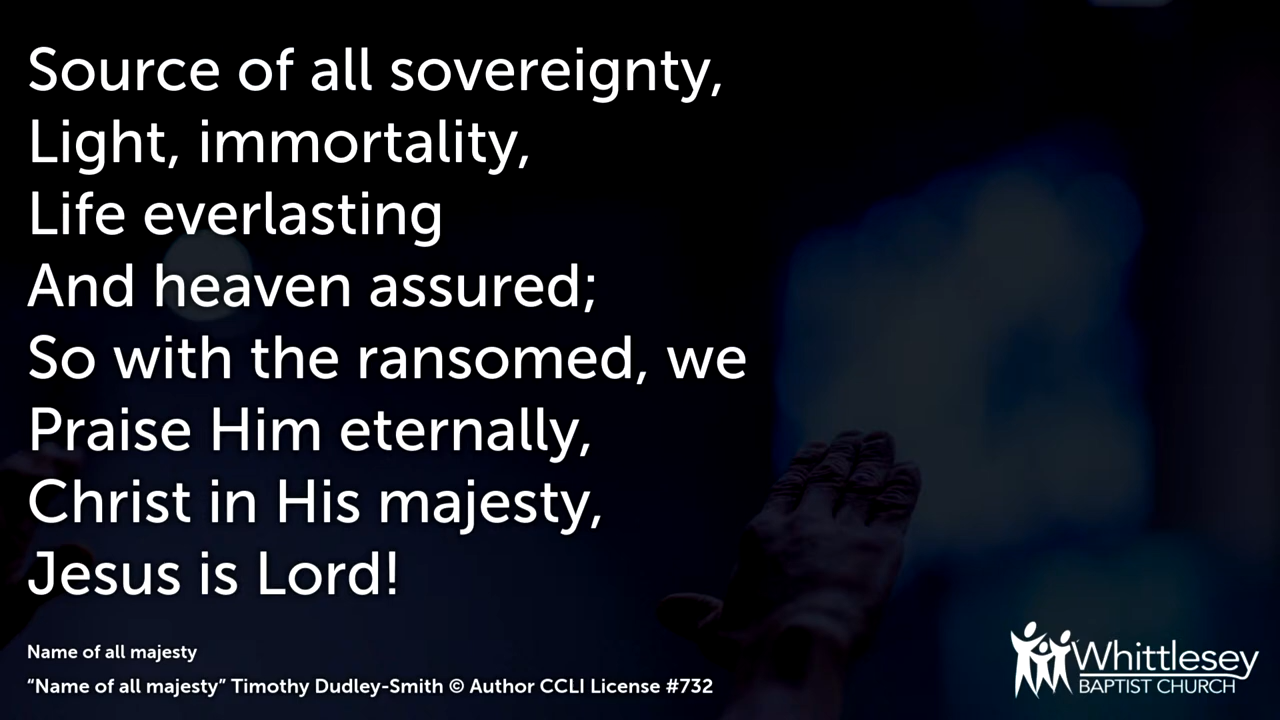 Source of all sovereignty,
Light, immortality,
Life everlasting
And heaven assured;
So with the ransomed, we
Praise Him eternally,
Christ in His majesty,
Jesus is Lord!
Name of all majesty
“Name of all majesty” Timothy Dudley-Smith © Author CCLI License #732
Whittlesey
BAPTIST CHURCH